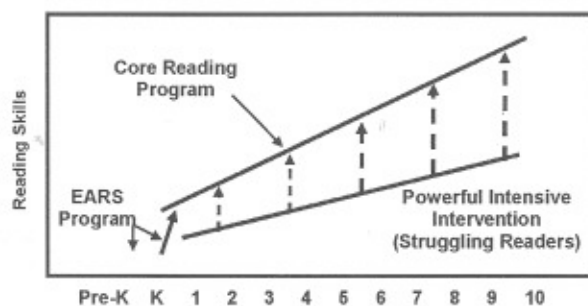 Core Reading
Program
Reading Skills
EARS
Program
Powerful Intensive
Intervention
(Struggling Readers)
Pre-K K 1 2 3 4 5 6 7 8 9 10